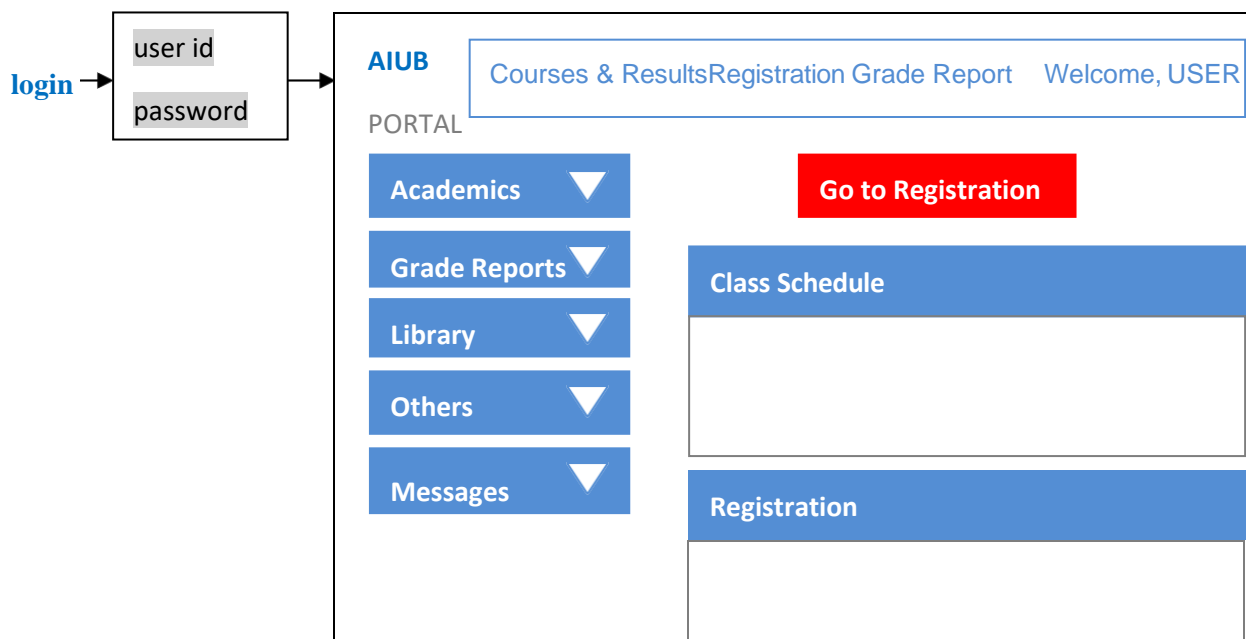 login
user id
password
AIUB
PORTAL
Courses & ResultsRegistration Grade Report Welcome, USER
Academics
Grade Reports
Library
Others
Messages
Go to Registration
Class Schedule
Registration